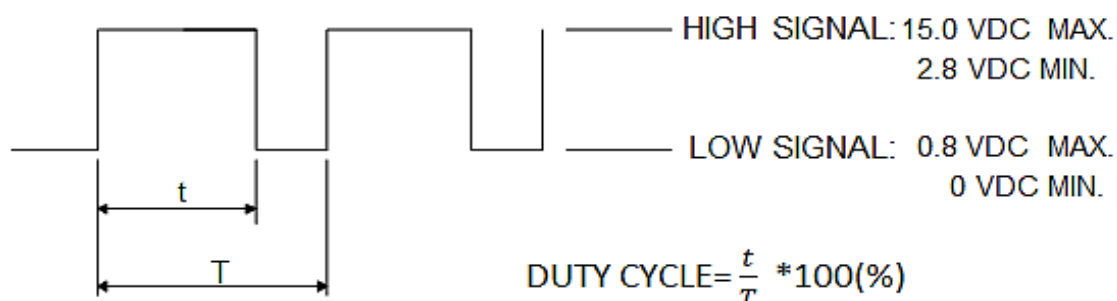 HIGH SIGNAL: 15.0 VDC MAX.
2.8 VDC MIN.
LOW SIGNAL: 0.8 VDC MAX.
0 VDC MIN.
t
T
DUTY CYCLE=t/T *100(%)